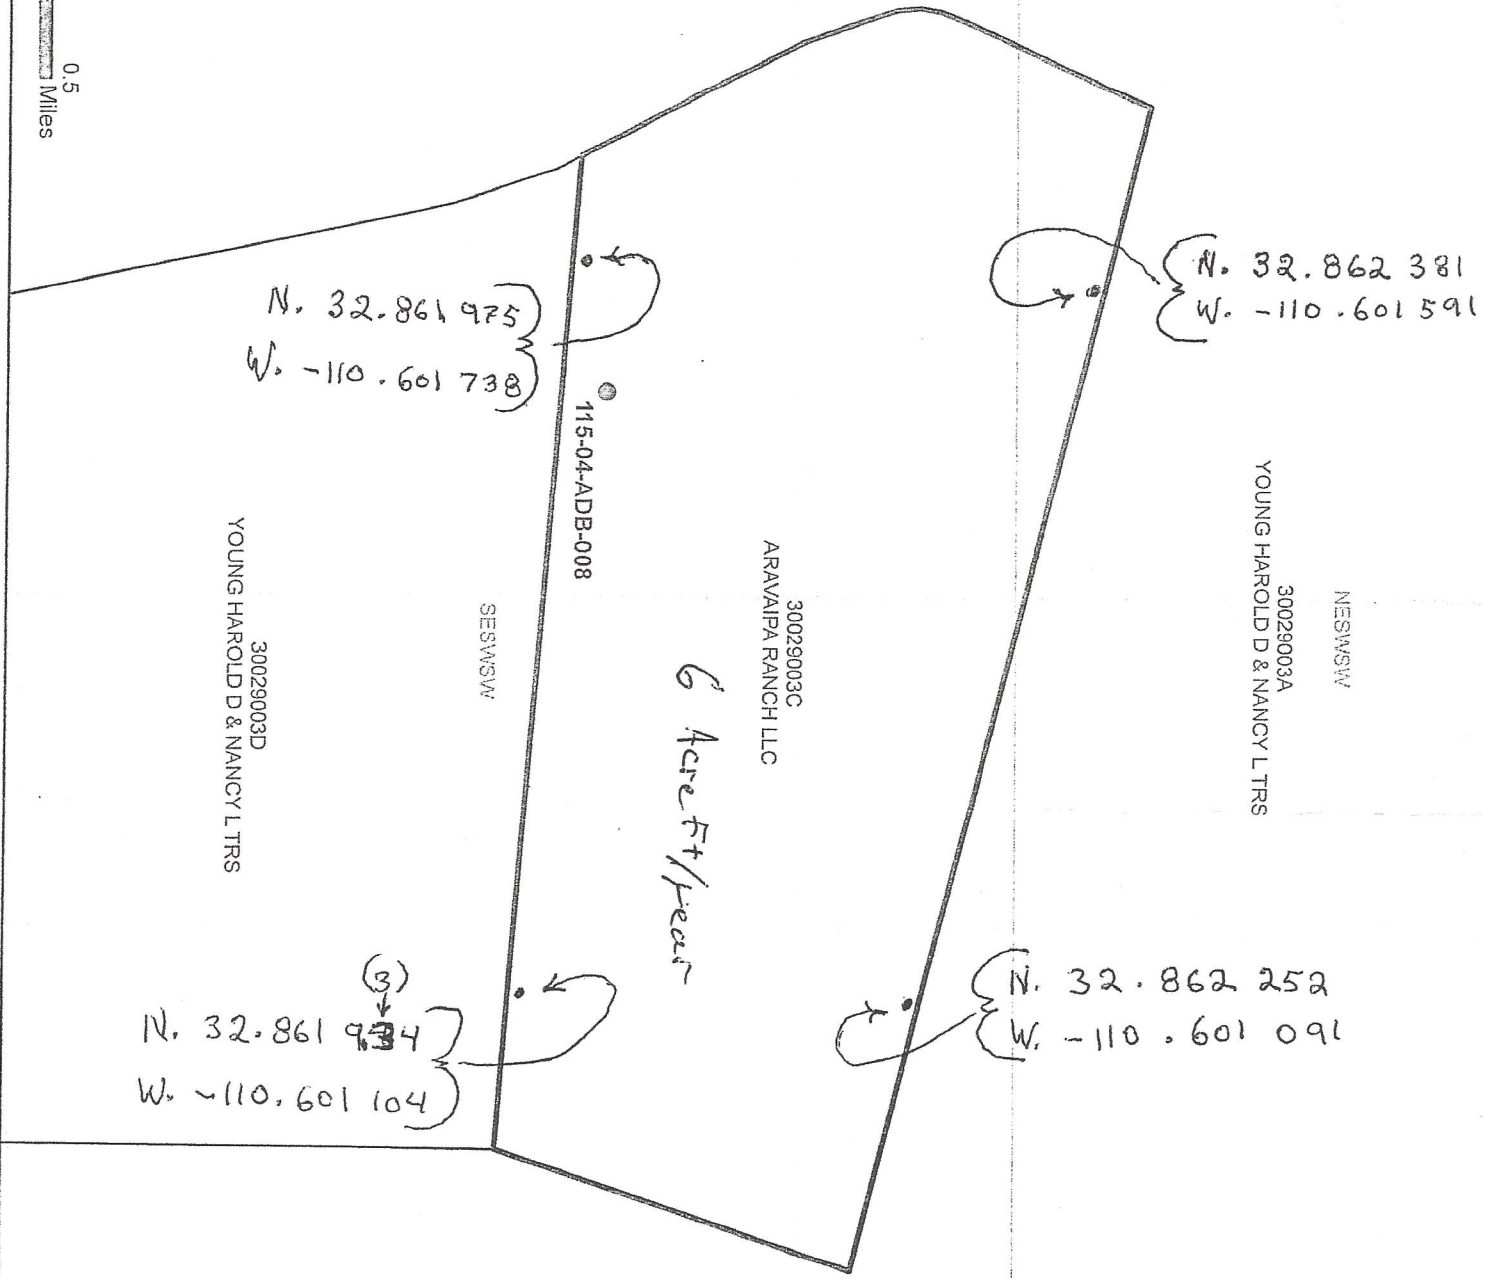 0.5
Miles
N. 32.862 381
W. -110.601 591
N. 32.861 975
W. -110.601 738
115-04-ADB-008
NESWSW
30029003A
YOUNG HAROLD D & NANCY L TRS
30029003C
ARAVAIPA RANCH LLC
6 Acre Ft/year
SESWSW
30029003D
YOUNG HAROLD D & NANCY L TRS
N. 32.862 252
W. -110.601 091
(3)
N. 32.861 934
W. -110.601 104